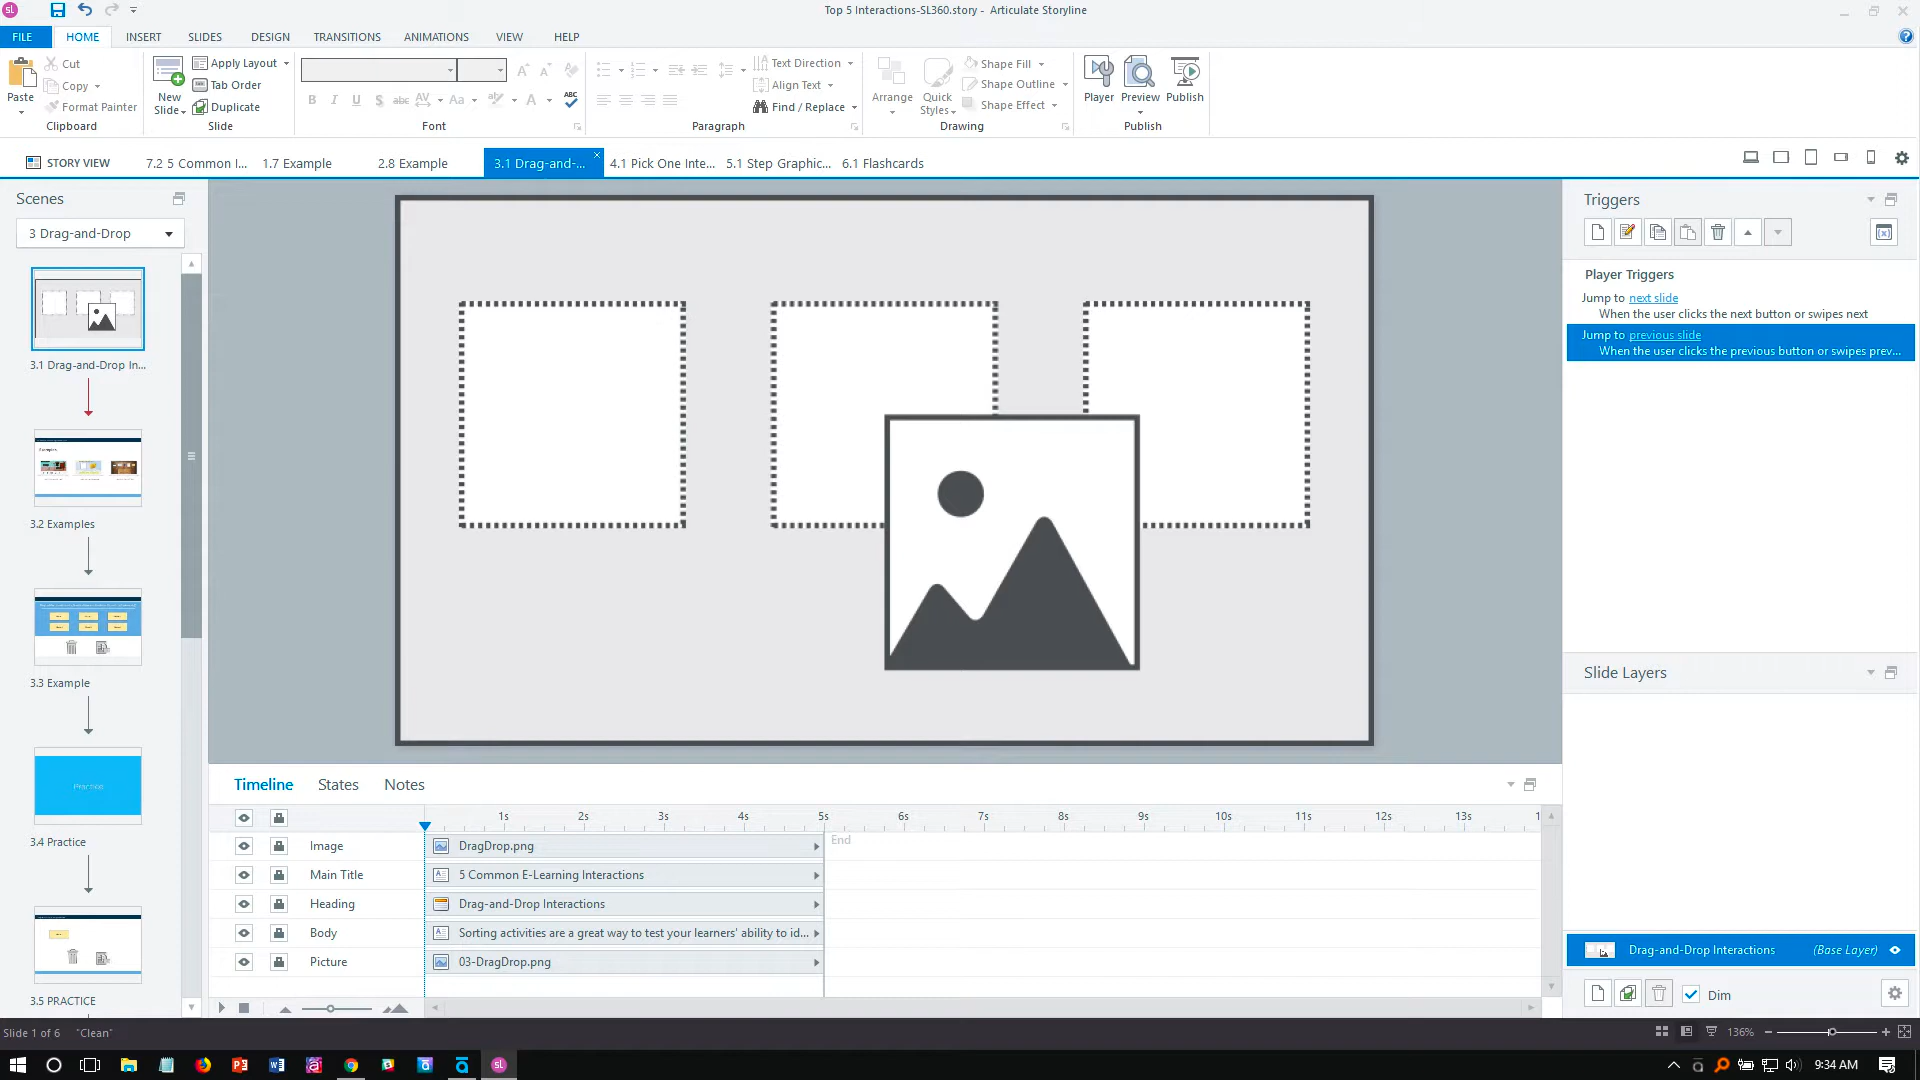 sl
Top 5 Interactions-SL360.story - Articulate Storyline
FILE
HOME
INSERT
SLIDES
DESIGN
TRANSITIONS
ANIMATIONS
VIEW
HELP
Paste
Cut
Copy
Format Painter
Clipboard
New
Slide
Apply Layout
Tab Order
Duplicate
Slide
B I U S abc AV Aa A ABC
Font
Text Direction
Align Text
Find / Replace
Paragraph
Arrange
Quick
Styles
Shape Fill
Shape Outline
Shape Effect
Drawing
Player
Preview
Publish
Publish
STORY VIEW
7.2 5 Common I...
1.7 Example
2.8 Example
3.1 Drag-and-...
4.1 Pick One Inte...
5.1 Step Graphic...
6.1 Flashcards
Scenes
3 Drag-and-Drop
3.1 Drag-and-Drop In...
Examples
3.2 Examples
3.3 Example
Practice
3.4 Practice
3.5 PRACTICE
Triggers
Player Triggers
Jump to next slide
When the user clicks the next button or swipes next
Jump to previous slide
When the user clicks the previous button or swipes prev...
Slide Layers
Drag-and-Drop Interactions (Base Layer)
Dim
Timeline
States
Notes
1s 2s 3s 4s 5s 6s 7s 8s 9s 10s 11s 12s 13s 1
End
Image DragDrop.png
Main Title 5 Common E-Learning Interactions
Heading Drag-and-Drop Interactions
Body Sorting activities are a great way to test your learners' ability to id...
Picture 03-DragDrop.png
Slide 1 of 6 "Clean"
136%
9:34 AM